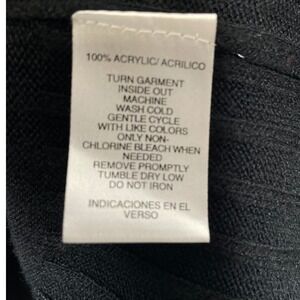 100% ACRYLIC/ ACRILICO
TURN GARMENT
INSIDE OUT
MACHINE
WASH COLD
GENTLE CYCLE
WITH LIKE COLORS
ONLY NON-
CHLORINE BLEACH WHEN
NEEDED
REMOVE PROMPTLY
TUMBLE DRY LOW
DO NOT IRON
INDICACIONES EN EL
VERSO